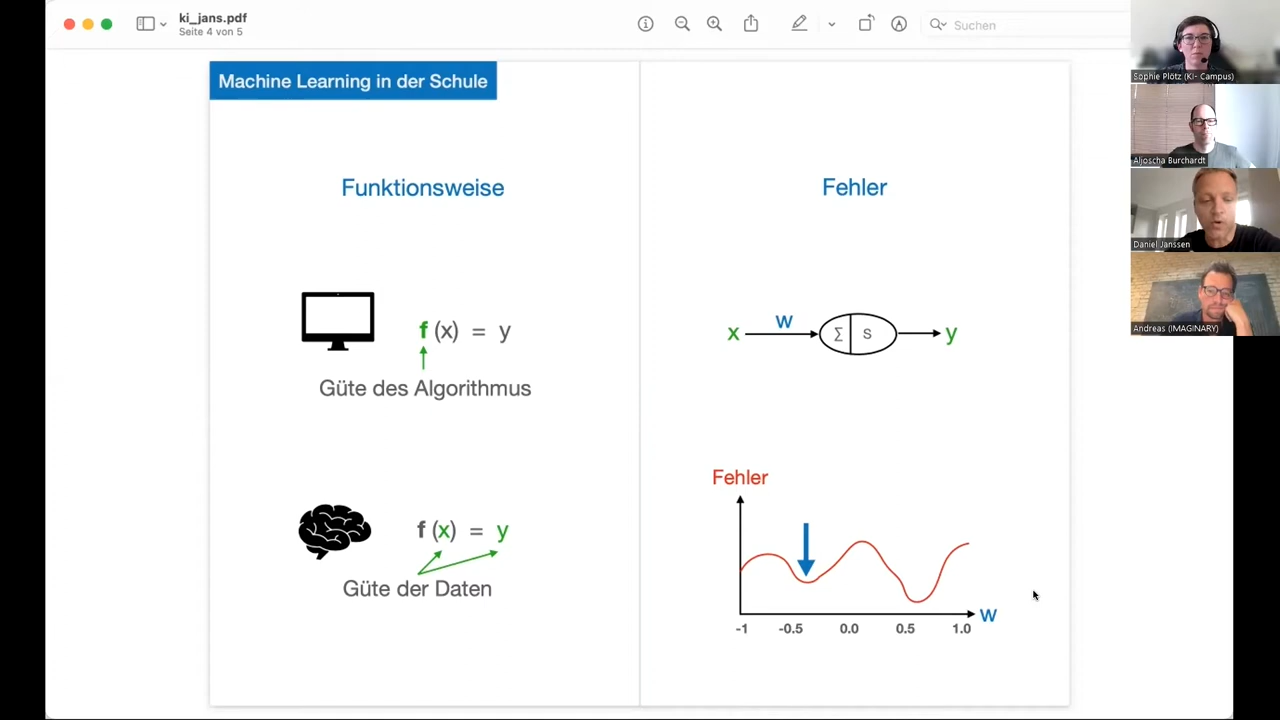 ki_jans.pdf
Seite 4 von 5
Suchen
Machine Learning in der Schule
Funktionsweise
f (x) = y
Güte des Algorithmus
f (x) = y
Güte der Daten
Fehler
x w ∑ s y
Fehler
w
-1 -0.5 0.0 0.5 1.0
Sophie Plötz (KI- Campus)
Aljoscha Burchardt
Daniel Janssen
Andreas (IMAGINARY)